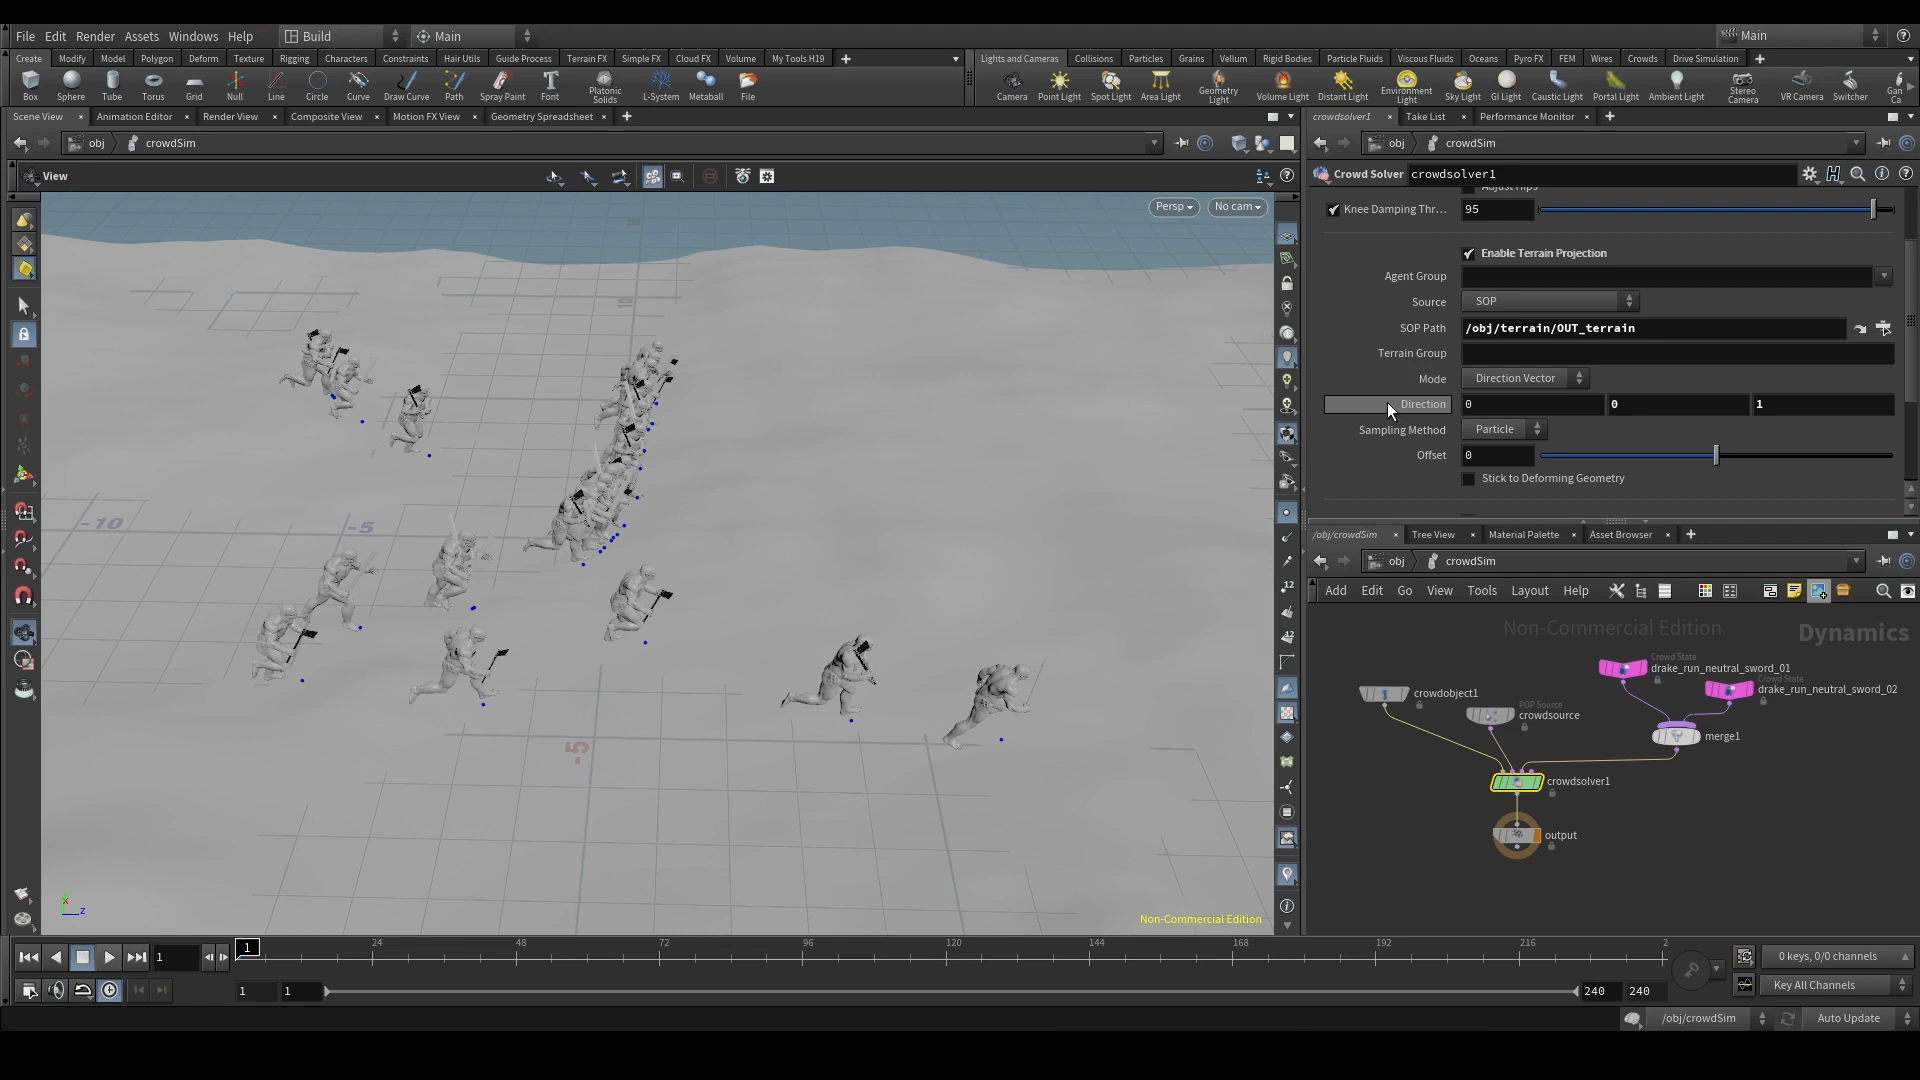 File Edit Render Assets Windows Help Build Main Main
Create Modify Model Polygon Deform Texture Rigging Characters Constraints Hair Utils Guide Process Terrain FX Simple FX Cloud FX Volume My Tools H19
Lights and Cameras Collisions Particles Grains Vellum Rigid Bodies Particle Fluids Viscous Fluids Oceans Pyro FX FEM Wires Crowds Drive Simulation
Box Sphere Tube Torus Grid Null Line Circle Curve Draw Curve Path Spray Paint Font Platonic Solids L-System Metaball File
Camera Point Light Spot Light Area Light Geometry Light Volume Light Distant Light Environment Light Sky Light GI Light Caustic Light Portal Light Ambient Light Stereo Camera VR Camera Switcher Gan Ca
Scene View Animation Editor Render View Composite View Motion FX View Geometry Spreadsheet
crowdsolver1 Take List Performance Monitor
obj crowdSim
obj crowdSim
View
Crowd Solver crowdsolver1
Persp No cam
Knee Damping Thr... 95
Enable Terrain Projection
Agent Group
Source SOP
SOP Path /obj/terrain/OUT_terrain
Terrain Group
Mode Direction Vector
Direction 0 0 1
Sampling Method Particle
Offset 0
Stick to Deforming Geometry
10
-10 -5
-5
z
Non-Commercial Edition
/obj/crowdSim Tree View Material Palette Asset Browser
obj crowdSim
Add Edit Go View Tools Layout Help
Non-Commercial Edition Dynamics
Crowd State
drake_run_neutral_sword_01
Crowd State
drake_run_neutral_sword_02
crowdobject1
POP Source
crowdsource
merge1
crowdsolver1
output
1 1 24 48 72 96 120 144 168 192 216 2
0 keys, 0/0 channels
1 1 240 240
Key All Channels
/obj/crowdSim Auto Update